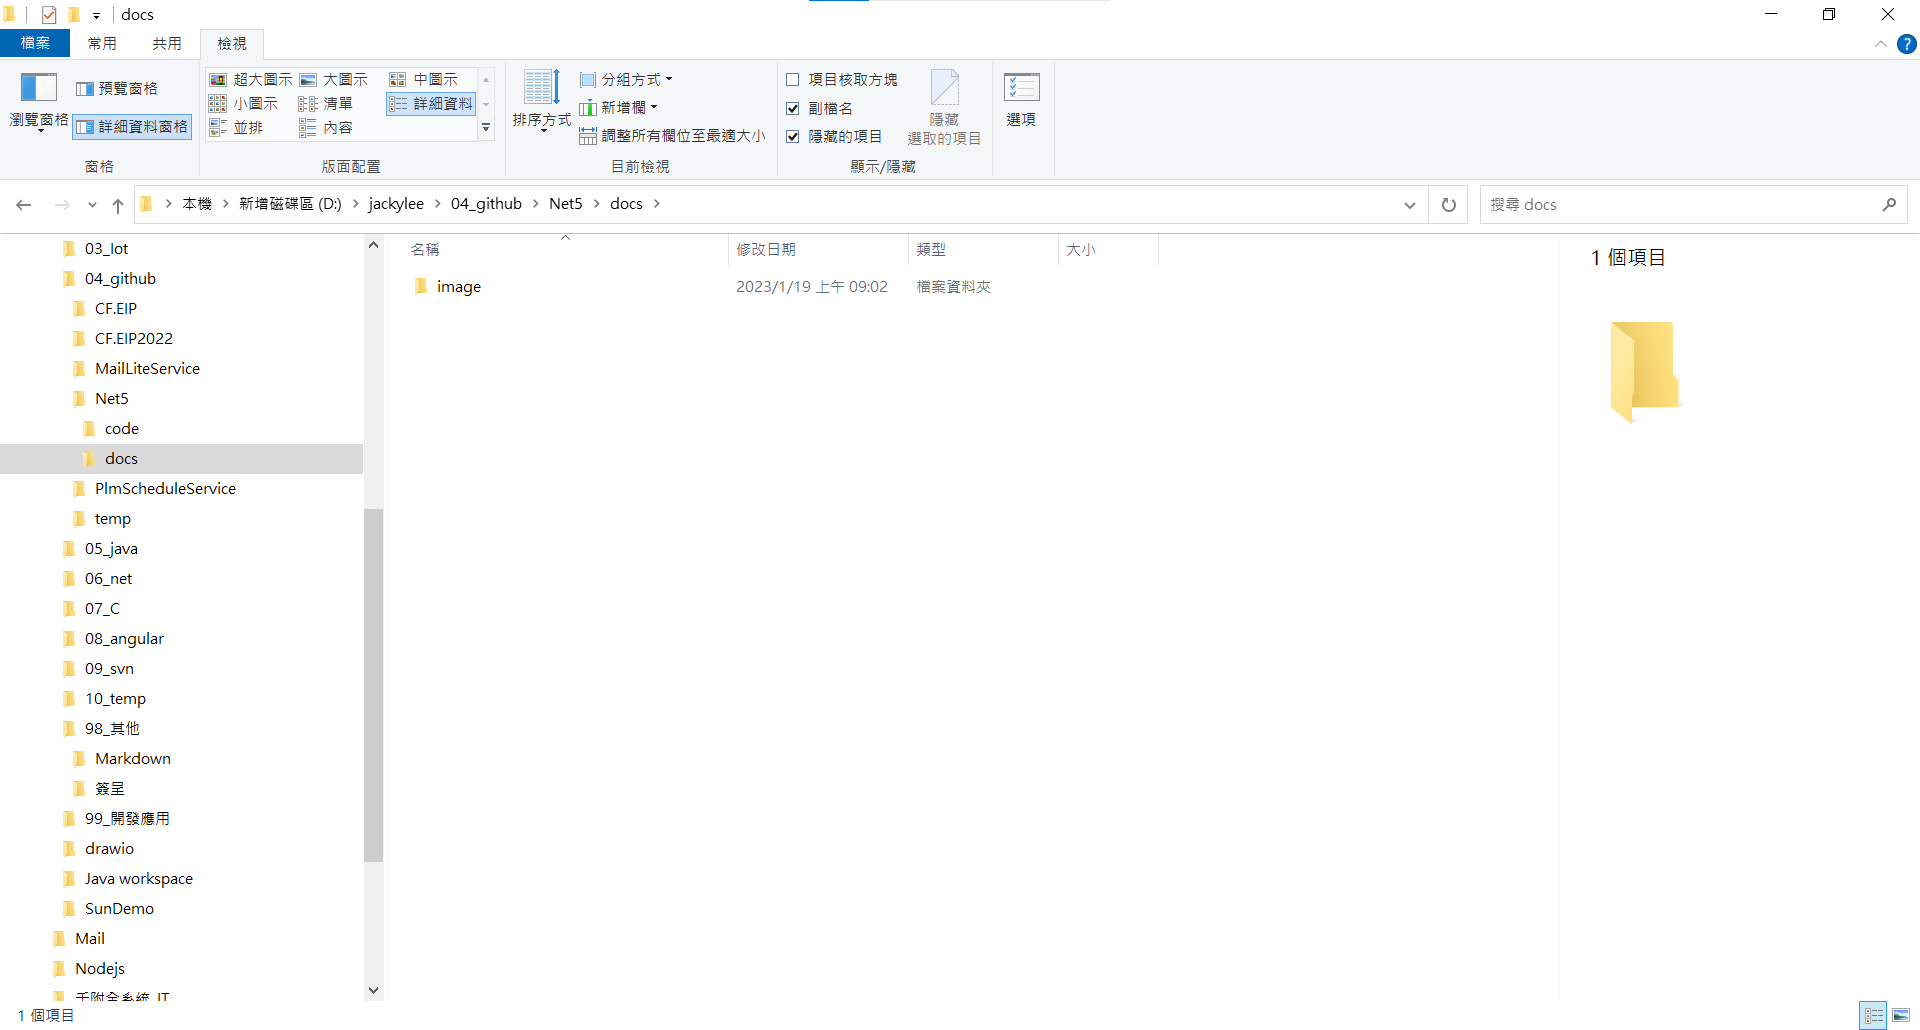 docs
檔案 常用 共用 檢視
瀏覽窗格 預覽窗格
詳細資料窗格
窗格
超大圖示 大圖示 中圖示
小圖示 清單 詳細資料
並排 內容
版面配置
排序方式 分組方式
新增欄
調整所有欄位至最適大小
目前檢視
項目核取方塊
副檔名
隱藏的項目
隱藏
選取的項目
顯示/隱藏
選項
本機 新增磁碟區 (D:) jackylee 04_github Net5 docs
搜尋 docs
03_Iot
04_github
CF.EIP
CF.EIP2022
MailLiteService
Net5
code
docs
PlmScheduleService
temp
05_java
06_net
07_C
08_angular
09_svn
10_temp
98_其他
Markdown
簽呈
99_開發應用
drawio
Java workspace
SunDemo
Mail
Nodejs
名稱 修改日期 類型 大小
image 2023/1/19 上午 09:02 檔案資料夾
1 個項目
1 個項目